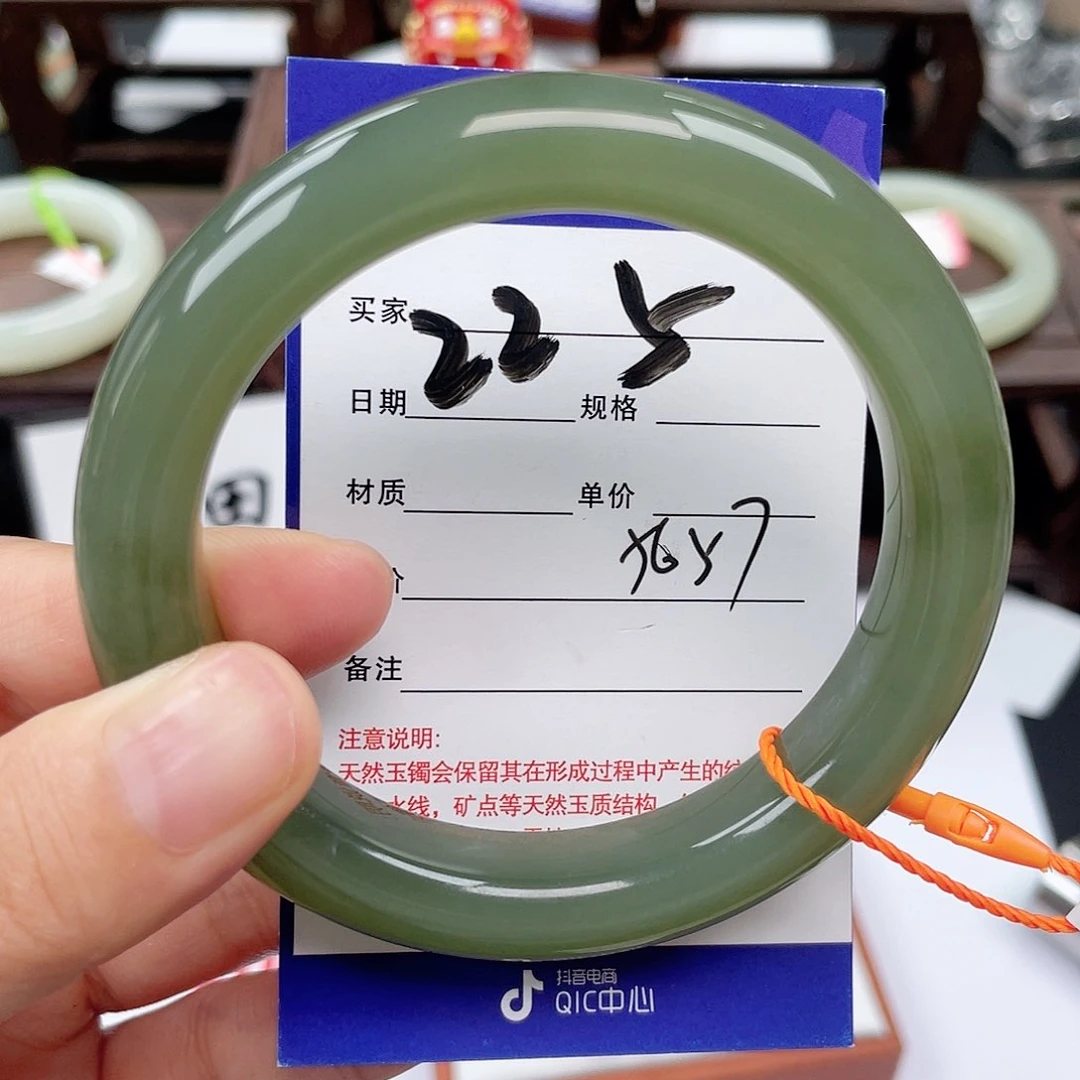 买家 225
日期 规格
材质 单价
价
备注
注意说明:
天然玉镯会保留其在形成过程中产生的
水线，矿点等天然玉质结构
抖音电商
QIC中心